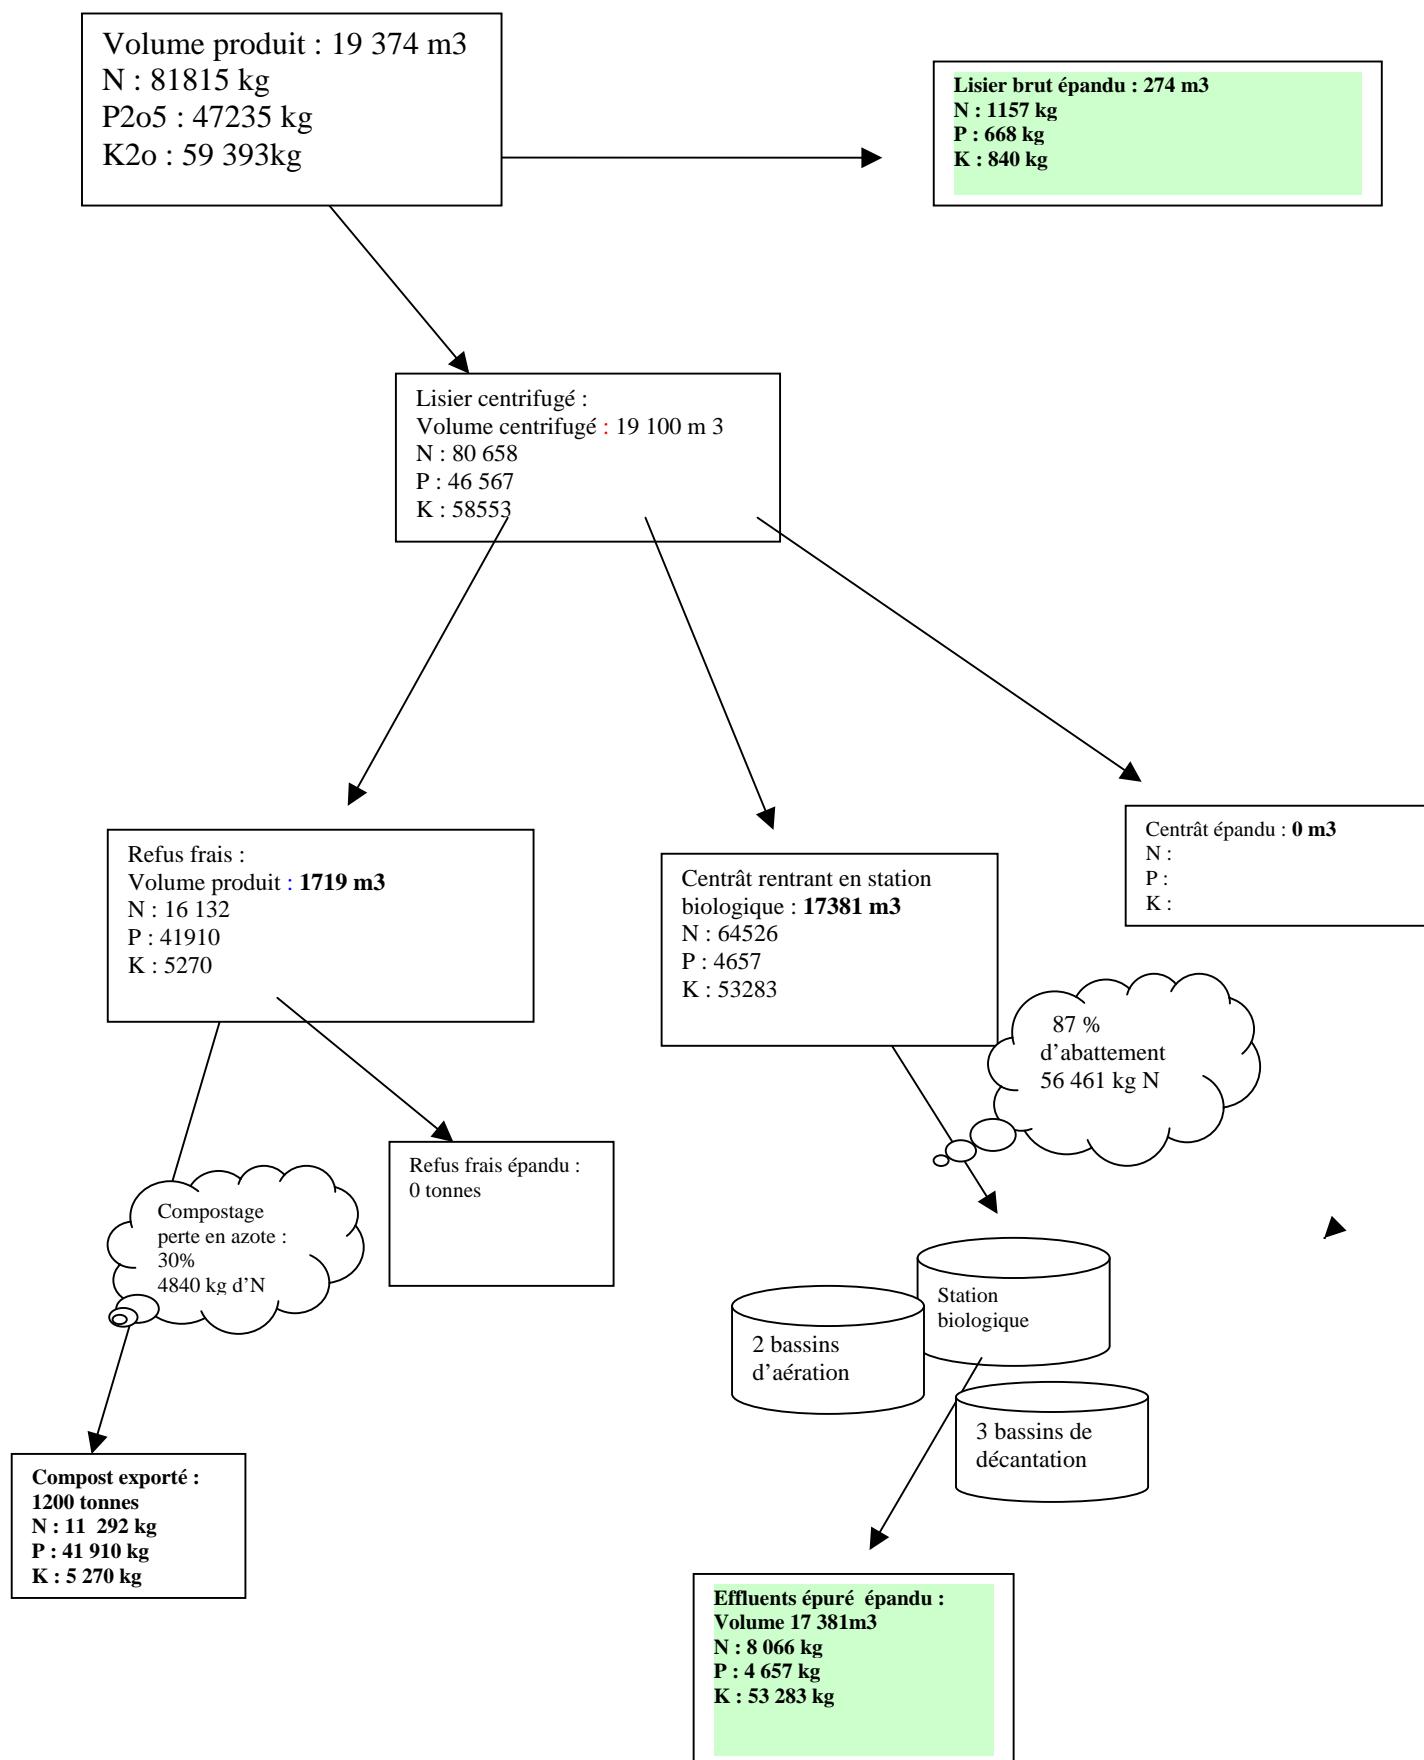 Volume produit : 19 374 m3
N : 81815 kg
P2o5 : 47235 kg
K2o : 59 393kg
Lisier brut épandu : 274 m3
N : 1157 kg
P : 668 kg
K : 840 kg
Lisier centrifugé :
Volume centrifugé : 19 100 m 3
N : 80 658
P : 46 567
K : 58553
Refus frais :
Volume produit : 1719 m3
N : 16 132
P : 41910
K : 5270
Centrât rentrant en station
biologique : 17381 m3
N : 64526
P : 4657
K : 53283
Centrât épandu : 0 m3
N :
P :
K :
87 %
d’abattement
56 461 kg N
Refus frais épandu :
0 tonnes
Compostage
perte en azote :
30%
4840 kg d’N
Station
biologique
2 bassins
d’aération
3 bassins de
décantation
Compost exporté :
1200 tonnes
N : 11  292 kg
P : 41 910 kg
K : 5 270 kg
Effluents épuré  épandu :
Volume 17 381m3
N : 8 066 kg
P : 4 657 kg
K : 53 283 kg